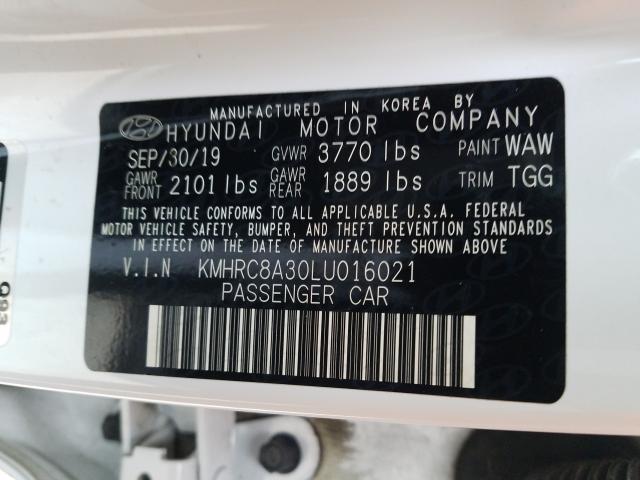 MANUFACTURED IN KOREA BY
HYUNDAI MOTOR COMPANY
SEP/30/19 GVWR 3770 lbs PAINT WAW
GAWR FRONT 2101 lbs GAWR REAR 1889 lbs TRIM TGG
THIS VEHICLE CONFORMS TO ALL APPLICABLE U.S.A. FEDERAL
MOTOR VEHICLE SAFETY, BUMPER, AND THEFT PREVENTION STANDARDS
IN EFFECT ON THE DATE OF MANUFACTURE SHOWN ABOVE
V.I.N KMHRC8A30LU016021
PASSENGER CAR